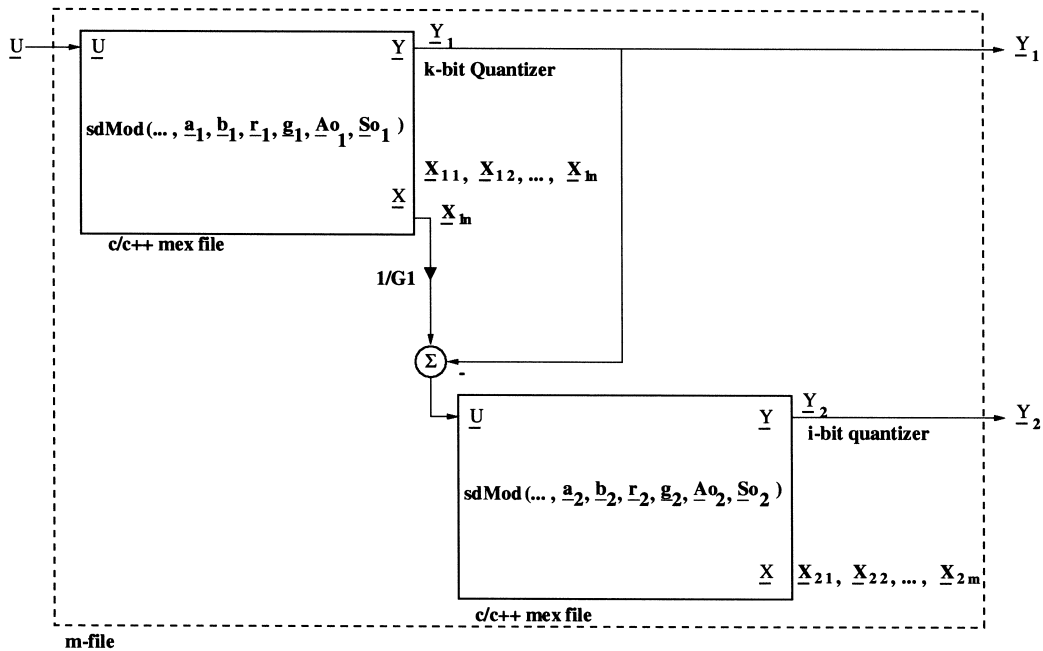 U
U
Y
Y1
Y1
k-bit Quantizer
sdMod(... , a1, b1, r1, g1, Ao1, So1 )
X11, X12, ... , X1n
X
X1n
c/c++ mex file
1/G1
Σ
-
U
Y
Y2
Y2
i-bit quantizer
sdMod(... , a2, b2, r2, g2, Ao2, So2 )
X
X21, X22, ... , X2m
c/c++ mex file
m-file